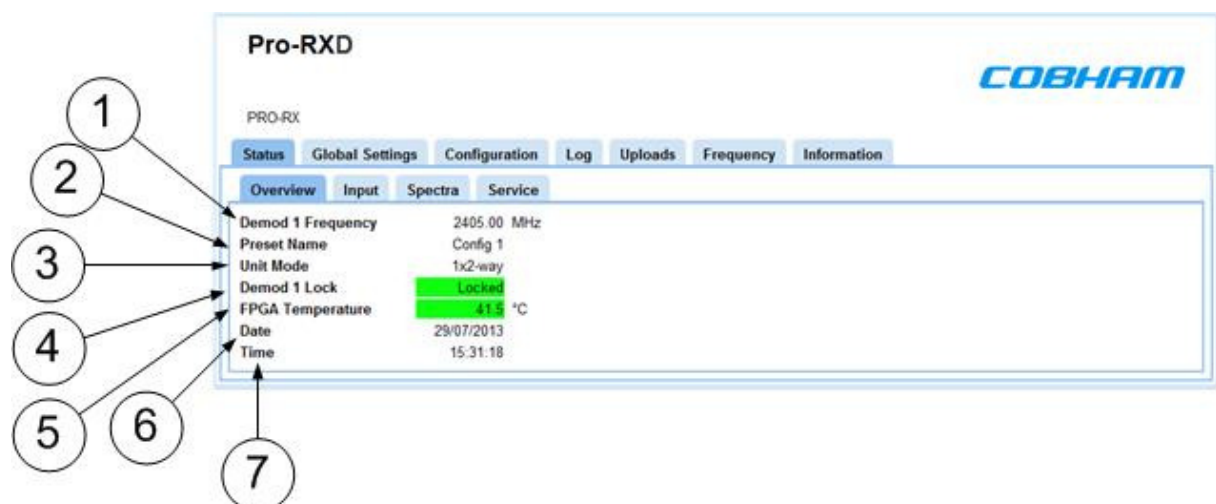 Pro-RXD
COBHAM
PRO-RX
Status Global Settings Configuration Log Uploads Frequency Information
Overview Input Spectra Service
Demod 1 Frequency 2405.00 MHz
Preset Name Config 1
Unit Mode 1x2-way
Demod 1 Lock Locked
FPGA Temperature 41.5 °C
Date 29/07/2013
Time 15:31:18
1
2
3
4
5
6
7